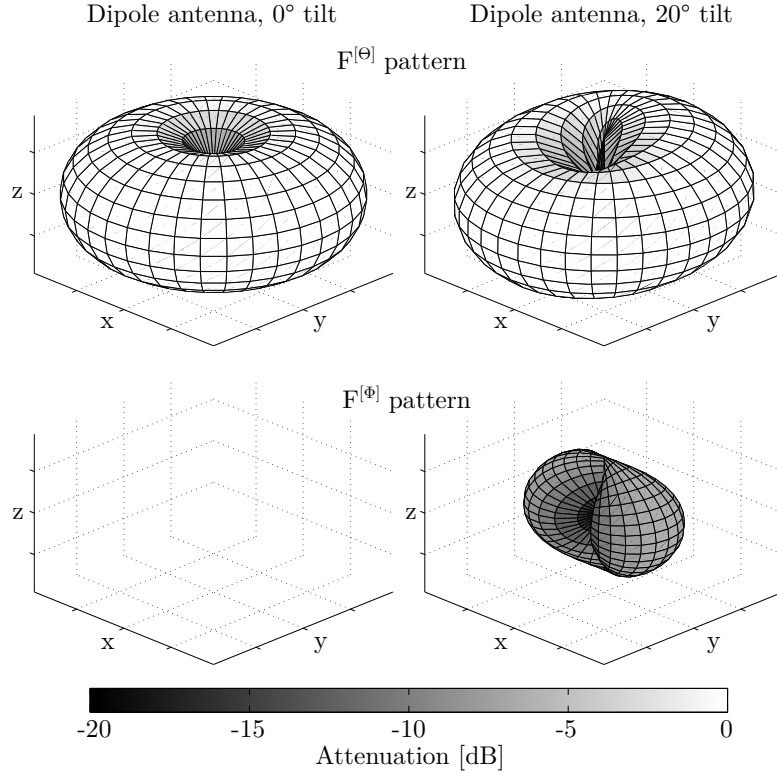 Dipole antenna, 0° tilt
Dipole antenna, 20° tilt
F[Θ] pattern
z
x
y
z
x
y
F[Φ] pattern
z
x
y
z
x
y
-20 -15 -10 -5 0
Attenuation [dB]